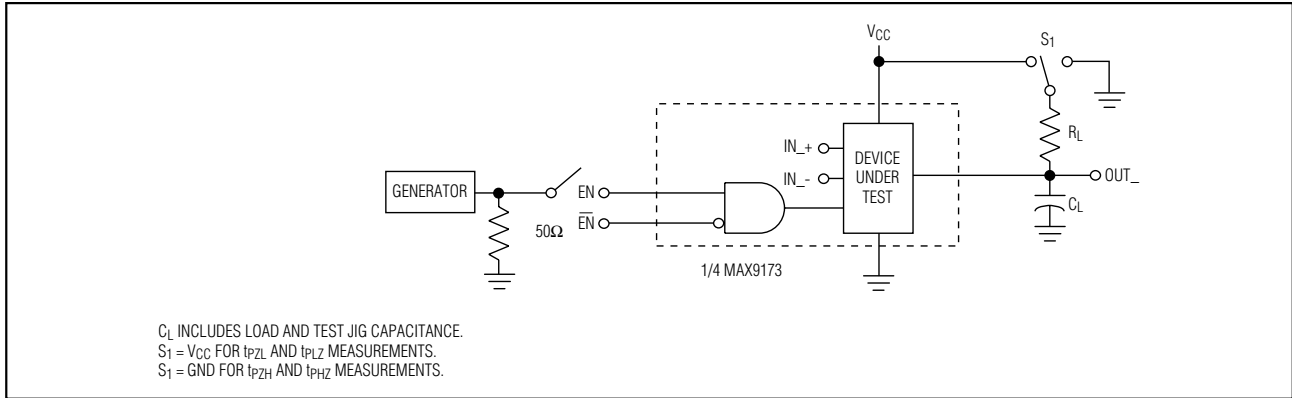 VCC
S1
RL
IN_+
IN_-
DEVICE
UNDER
TEST
OUT_
GENERATOR
EN
CL
50Ω
E̅N̅
1/4 MAX9173
CL INCLUDES LOAD AND TEST JIG CAPACITANCE.
S1 = VCC FOR tPZL AND tPLZ MEASUREMENTS.
S1 = GND FOR tPZH AND tPHZ MEASUREMENTS.